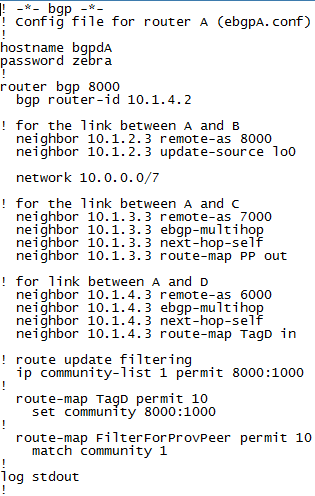 ! -*- bgp -*-
! Config file for router A (ebgpA.conf)
!
hostname bgpdA
password zebra
!
router bgp 8000
  bgp router-id 10.1.4.2

! for the link between A and B
  neighbor 10.1.2.3 remote-as 8000
  neighbor 10.1.2.3 update-source lo0

  network 10.0.0.0/7

! for the link between A and C
  neighbor 10.1.3.3 remote-as 7000
  neighbor 10.1.3.3 ebgp-multihop
  neighbor 10.1.3.3 next-hop-self
  neighbor 10.1.3.3 route-map PP out

! for link between A and D
  neighbor 10.1.4.3 remote-as 6000
  neighbor 10.1.4.3 ebgp-multihop
  neighbor 10.1.4.3 next-hop-self
  neighbor 10.1.4.3 route-map TagD in

! route update filtering
  ip community-list 1 permit 8000:1000
!
  route-map TagD permit 10
    set community 8000:1000
!
  route-map FilterForProvPeer permit 10
    match community 1
!
log stdout
!